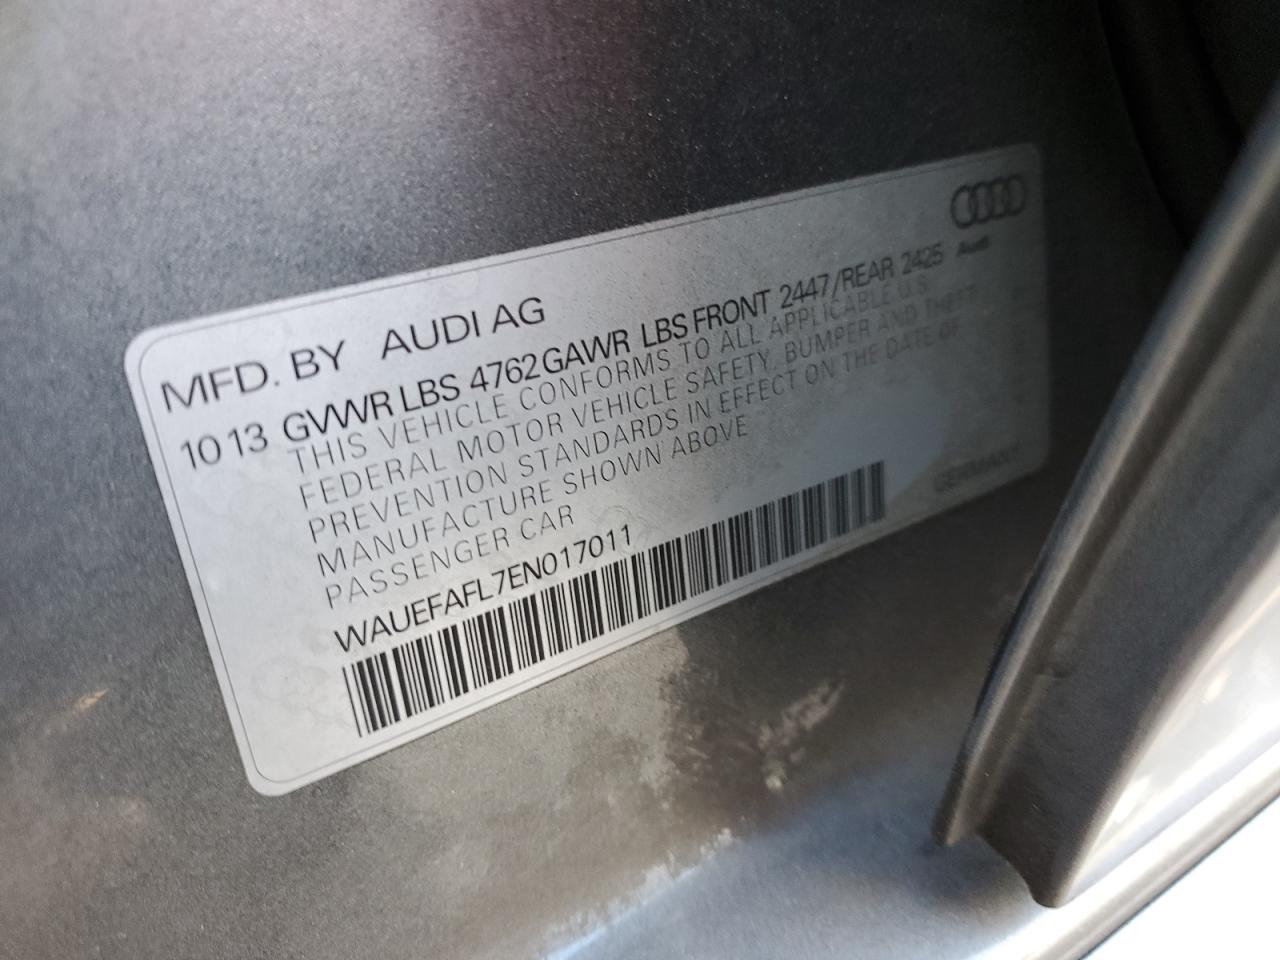 MFD. BY AUDI AG
Audi
10 13 GVWR LBS 4762 GAWR LBS FRONT 2447/REAR 2425
THIS VEHICLE CONFORMS TO ALL APPLICABLE U.S.
FEDERAL MOTOR VEHICLE SAFETY, BUMPER AND THEFT
PREVENTION STANDARDS IN EFFECT ON THE DATE OF
MANUFACTURE SHOWN ABOVE
PASSENGER CAR
WAUEFAFL7EN017011
GERMANY